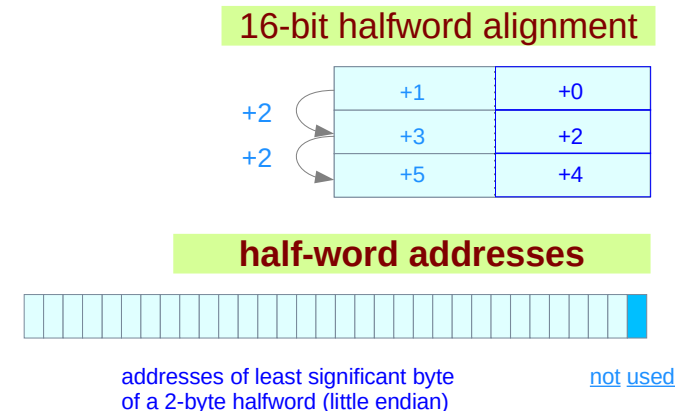 16-bit halfword alignment
+1 +0
+2
+3 +2
+2
+5 +4
half-word addresses
addresses of least significant byte not used
of a 2-byte halfword (little endian)